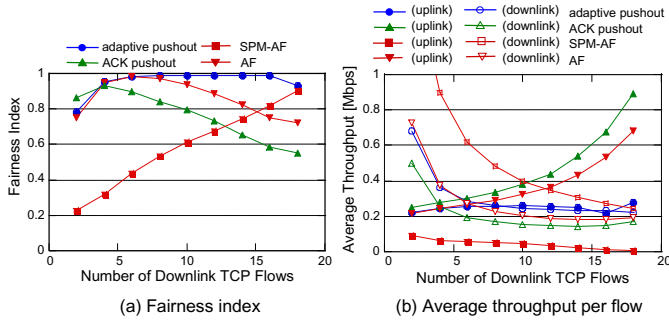 (a)
adaptive pushout
SPM-AF
ACK pushout
AF
1
0.8
0.6
0.4
0.2
0
Fairness Index
0
5
10
15
20
Number of Downlink TCP Flows
(a) Fairness index
(b)
(uplink) (downlink) adaptive pushout
(uplink) (downlink) ACK pushout
(uplink) (downlink) SPM-AF
(uplink) (downlink) AF
1
0.8
0.6
0.4
0.2
0
Average Throughput [Mbps]
0
5
10
15
20
Number of Downlink TCP Flows
(b) Average throughput per flow